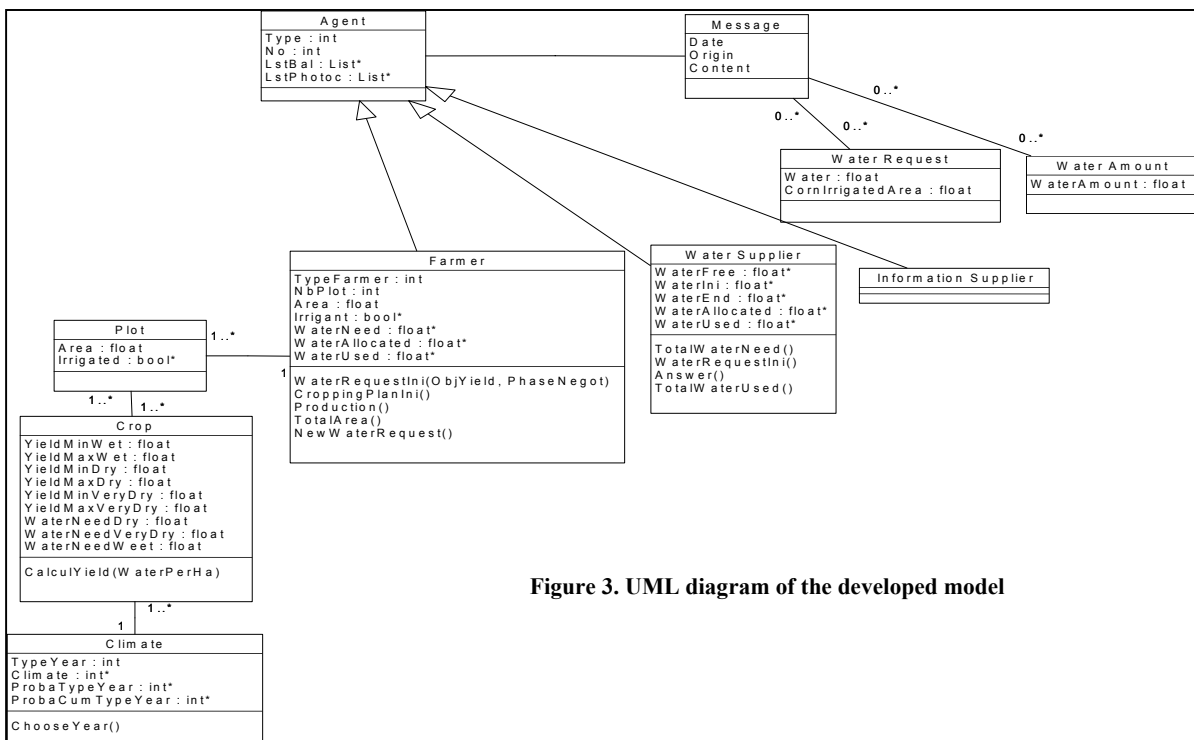 Agent
Type : int
No : int
LstBal : List*
LstPhotoc : List*
Message
Date
Origin
Content
0..*
0..*
0..*
0..*
Water Request
Water : float
CornIrrigatedArea : float
Water Amount
WaterAmount : float
Farmer
TypeFarmer : int
NbPlot : int
Area : float
Irrigant : bool*
WaterNeed : float*
WaterAllocated : float*
WaterUsed : float*
WaterRequestIni(ObjYield, PhaseNegot)
CroppingPlanIni()
Production()
TotalArea()
NewWaterRequest()
Water Supplier
WaterFree : float*
WaterIni : float*
WaterEnd : float*
WaterAllocated : float*
WaterUsed : float*
TotalWaterNeed()
WaterRequestIni()
Answer()
TotalWaterUsed()
Information Supplier
Plot
Area : float
Irrigated : bool*
1..*
1
1..*
1..*
Crop
YieldMinWet : float
YieldMaxWet : float
YieldMinDry : float
YieldMaxDry : float
YieldMinVeryDry : float
YieldMaxVeryDry : float
WaterNeedDry : float
WaterNeedVeryDry : float
WaterNeedWeet : float
CalculYield(WaterPerHa)
1..*
1
Climate
TypeYear : int
Climate : int*
ProbaTypeYear : int*
ProbaCumTypeYear : int*
ChooseYear()
Figure 3. UML diagram of the developed model